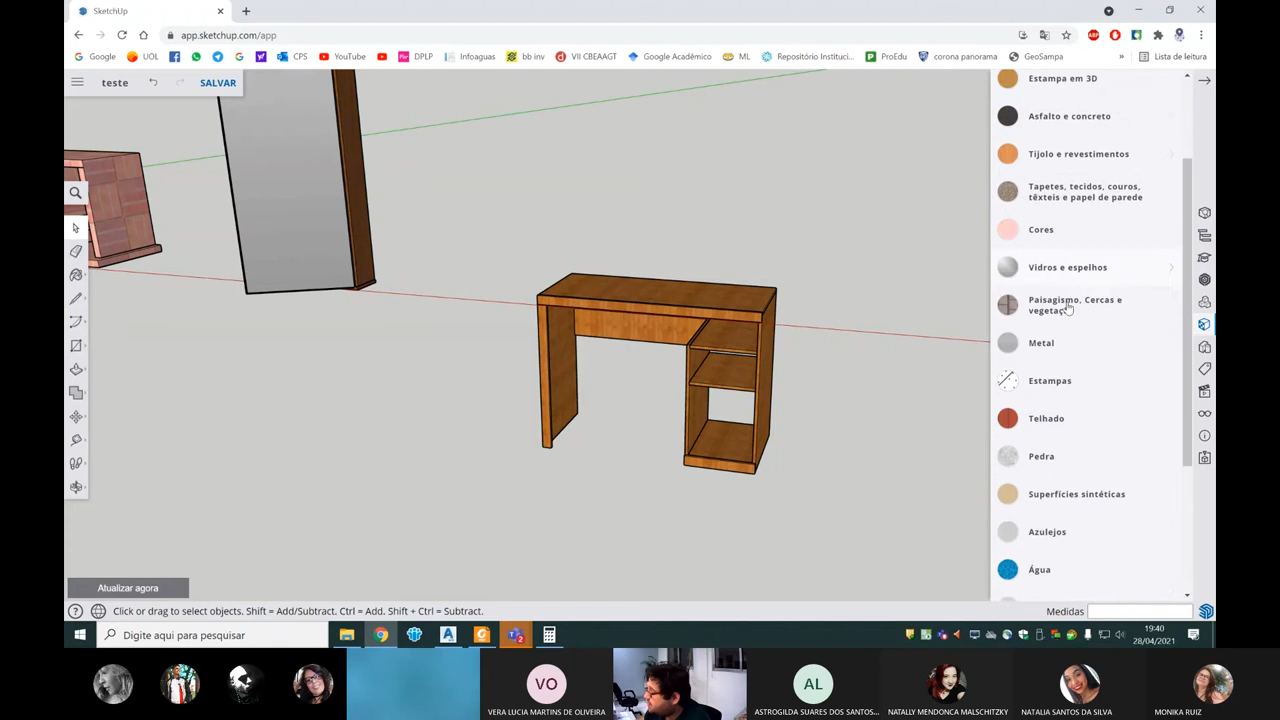 SketchUp
app.sketchup.com/app
Google
UOL
CPS
YouTube
DPLP
Infoaguas
bb inv
VII CBEAAGT
Google Acadêmico
ML
Repositório Instituci...
ProEdu
corona panorama
GeoSampa
»
Lista de leitura
teste
SALVAR
Estampa em 3D
Asfalto e concreto
Tijolo e revestimentos
Tapetes, tecidos, couros,
têxteis e papel de parede
Cores
Vidros e espelhos
Paisagismo, Cercas e
Metal
Estampas
Telhado
Pedra
Superfícies sintéticas
Azulejos
Água
Atualizar agora
Click or drag to select objects. Shift = Add/Subtract. Ctrl = Add. Shift + Ctrl = Subtract.
Medidas
Digite aqui para pesquisar
19:40
28/04/2021
VO
AL
VERA LUCIA MARTINS DE OLIVEIRA
ASTROGILDA SUARES DOS SANTOS...
NATALLY MENDONCA MALSCHITZKY
NATALIA SANTOS DA SILVA
MONIKA RUIZ